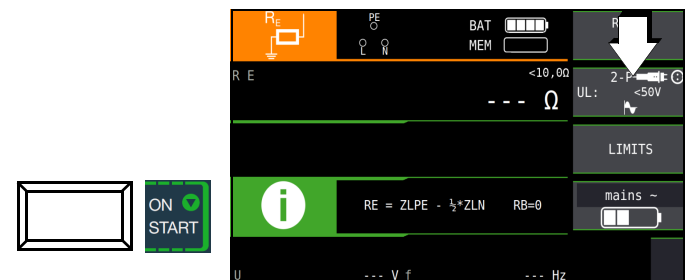 RE
PE
L N
BAT
MEM
R E
<10,0Ω
--- Ω
UL: <50V
LIMITS
mains ~
ON
START
i
RE = ZLPE - ½*ZLN RB=0
U --- V f --- Hz